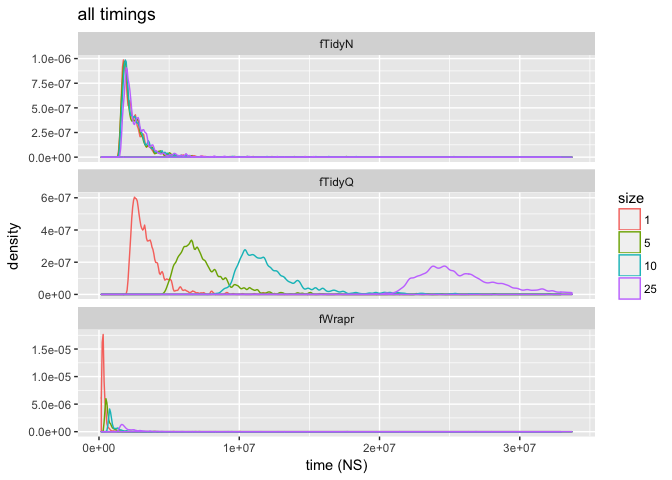 all timings
fTidyN
1.0e-06
7.5e-07
5.0e-07
2.5e-07
0.0e+00
fTidyQ
6e-07
4e-07
2e-07
0e+00
fWrapr
1.5e-05
1.0e-05
5.0e-06
0.0e+00
0e+00 1e+07 2e+07 3e+07
time (NS)
density
size
1
5
10
25